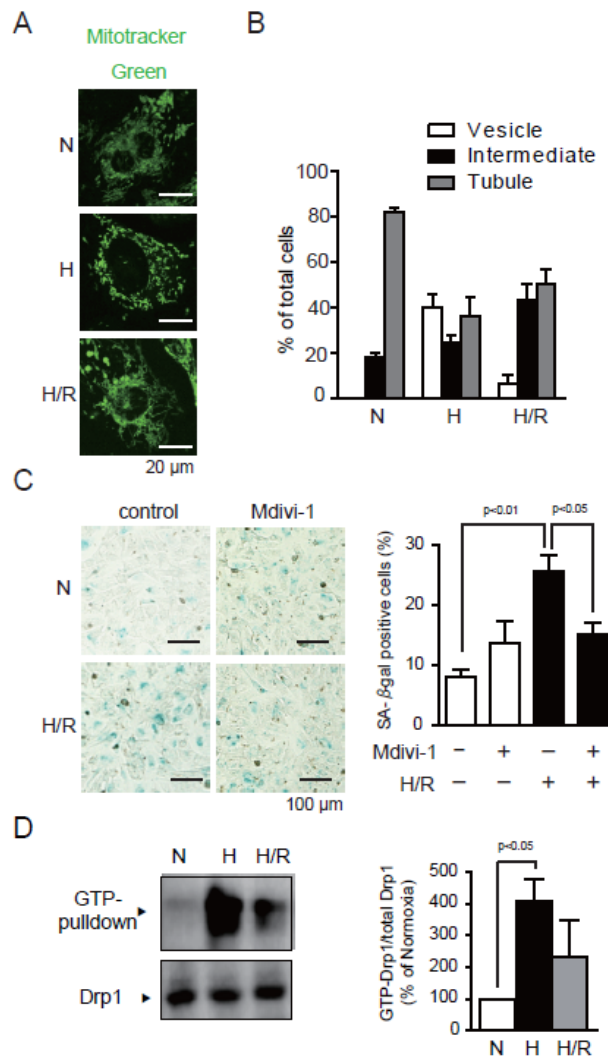 A
Mitotracker
Green
N
H
H/R
20 µm
B
Vesicle
Intermediate
Tubule
% of total cells
100
80
60
40
20
0
N H H/R
C
control Mdivi-1
N
H/R
100 µm
p<0.01 p<0.05
SA- β-gal positive cells (%)
30
20
10
0
Mdivi-1 − + − +
H/R − − + +
D
N H H/R
GTP-
pulldown
Drp1
p<0.05
GTP-Drp1/total Drp1
(% of Normoxia)
500
400
300
200
100
0
N H H/R